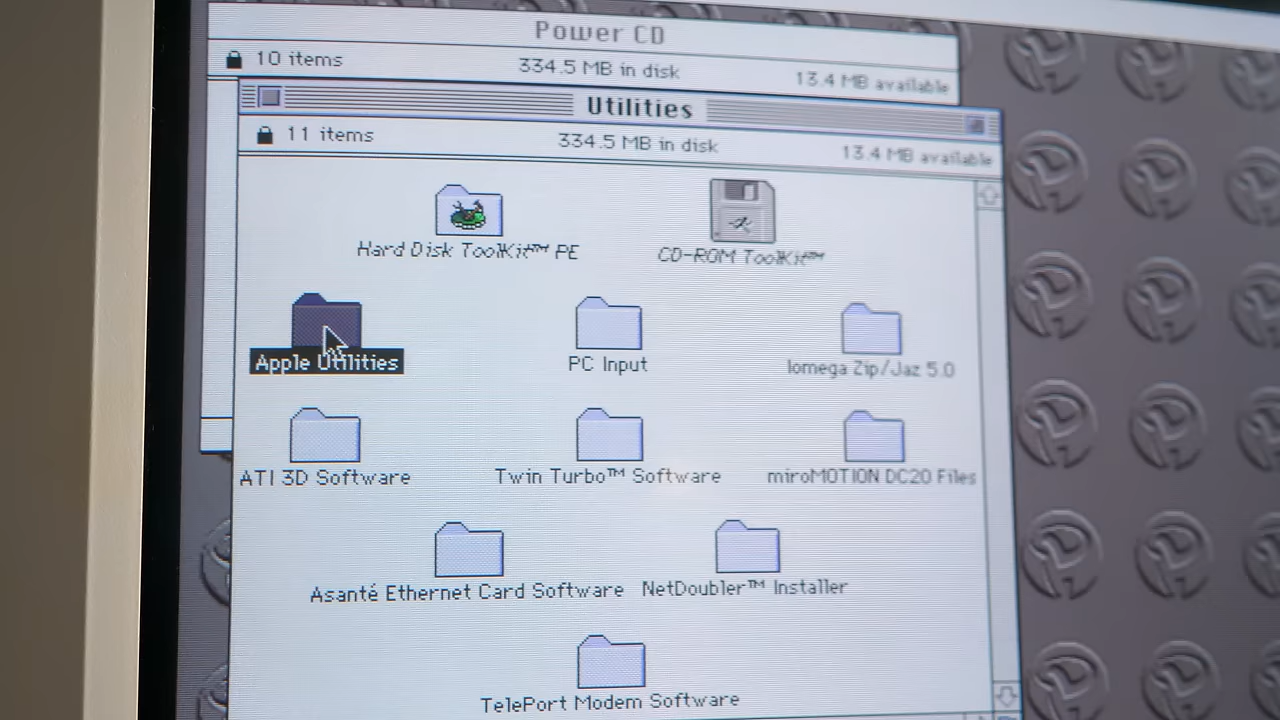 Power CD
10 items 334.5 MB in disk 13.4 MB available
Utilities
11 items 334.5 MB in disk 13.4 MB available
Hard Disk ToolKit™ PE CD-ROM ToolKit™
Apple Utilities PC Input Iomega Zip/Jaz 5.0
ATI 3D Software Twin Turbo™ Software miroMOTION DC20 Files
Asanté Ethernet Card Software NetDoubler™ Installer
TelePort Modem Software